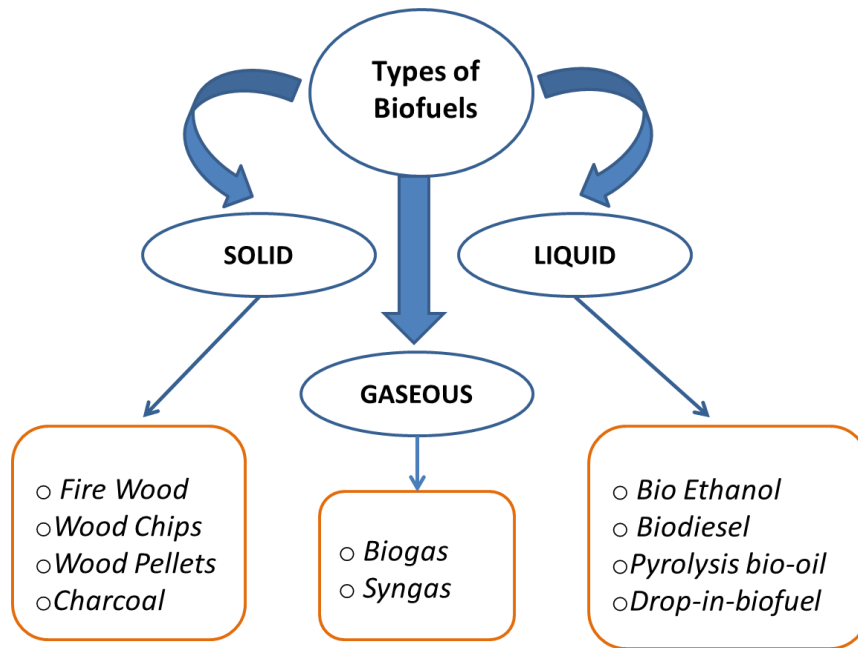 Types of
Biofuels
SOLID
LIQUID
GASEOUS
○ Fire Wood
○ Wood Chips
○ Wood Pellets
○ Charcoal
○ Biogas
○ Syngas
○ Bio Ethanol
○ Biodiesel
○ Pyrolysis bio-oil
○ Drop-in-biofuel